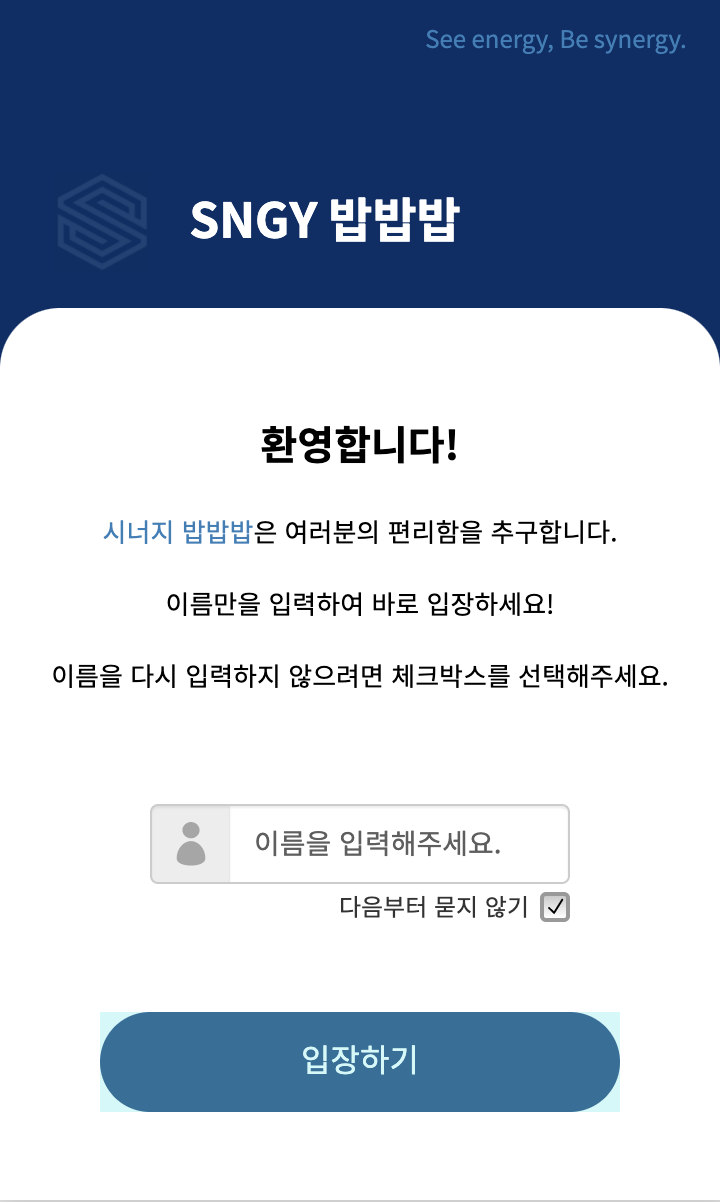 See energy, Be synergy.
SNGY 밥밥밥
환영합니다!
시너지 밥밥밥은 여러분의 편리함을 추구합니다.
이름만을 입력하여 바로 입장하세요!
이름을 다시 입력하지 않으려면 체크박스를 선택해주세요.
이름을 입력해주세요.
다음부터 묻지 않기
입장하기